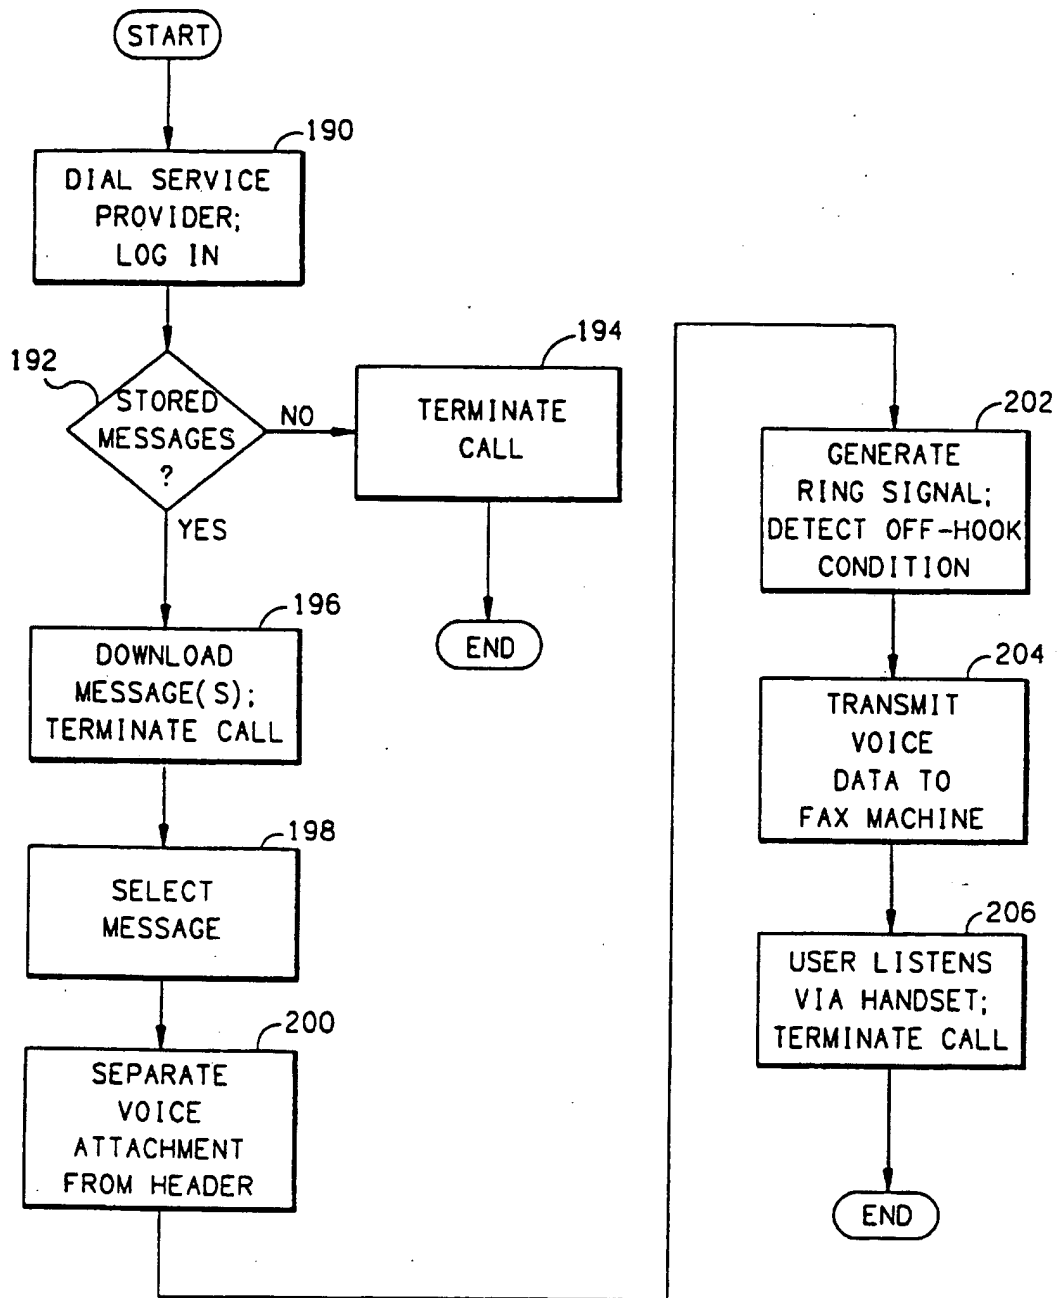 START
190
DIAL SERVICE
PROVIDER;
LOG IN
192
STORED
MESSAGES
?
NO
YES
194
TERMINATE
CALL
END
196
DOWNLOAD
MESSAGE(S);
TERMINATE CALL
198
SELECT
MESSAGE
200
SEPARATE
VOICE
ATTACHMENT
FROM HEADER
202
GENERATE
RING SIGNAL;
DETECT OFF-HOOK
CONDITION
204
TRANSMIT
VOICE
DATA TO
FAX MACHINE
206
USER LISTENS
VIA HANDSET;
TERMINATE CALL
END